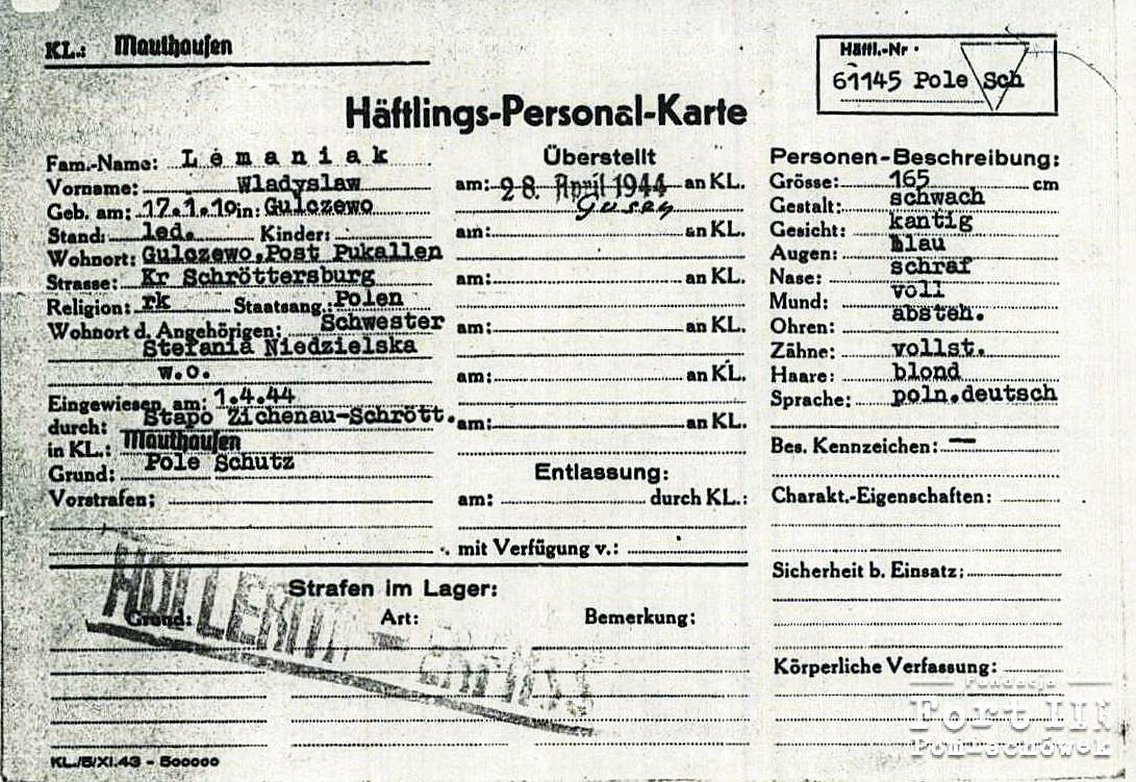 KL.: Mauthausen
Häftl.-Nr.
61145 Pole Sch
Häftlings-Personal-Karte
Fam.-Name: Lemaniak
Vorname: Wladyslaw
Geb. am: 17.1.10 in: Gulczewo
Stand: led. Kinder:
Wohnort: Gulczewo, Post Pukallen
Strasse: Kr Schröttersburg
Religion: rk Staatsang.: Polen
Wohnort d. Angehörigen: Schwester
Stefania Niedzielska
w.o.
Eingewiesen am: 1.4.44
durch: Stapo Zichenau-Schrött.
in KL.: Mauthausen
Grund: Pole Schutz
Vorstrafen:
Überstellt
am: 28. April 1944 an KL.
Gusen
am: an KL.
am: an KL.
am: an KL.
am: an KL.
am: an KL.
Entlassung:
am: durch KL.:
mit Verfügung v.:
Personen-Beschreibung:
Grösse: 165 cm
Gestalt: schwach
Gesicht: kantig
Augen: blau
Nase: schraf
Mund: voll
Ohren: absteh.
Zähne: vollst.
Haare: blond
Sprache: poln.deutsch
Bes. Kennzeichen: —
Charakt.-Eigenschaften:
Sicherheit b. Einsatz:
Körperliche Verfassung:
Strafen im Lager:
Grund: Art: Bemerkung:
KL./5/XI.43 - 500000
Fundacja
Fort III
Pomiechówek